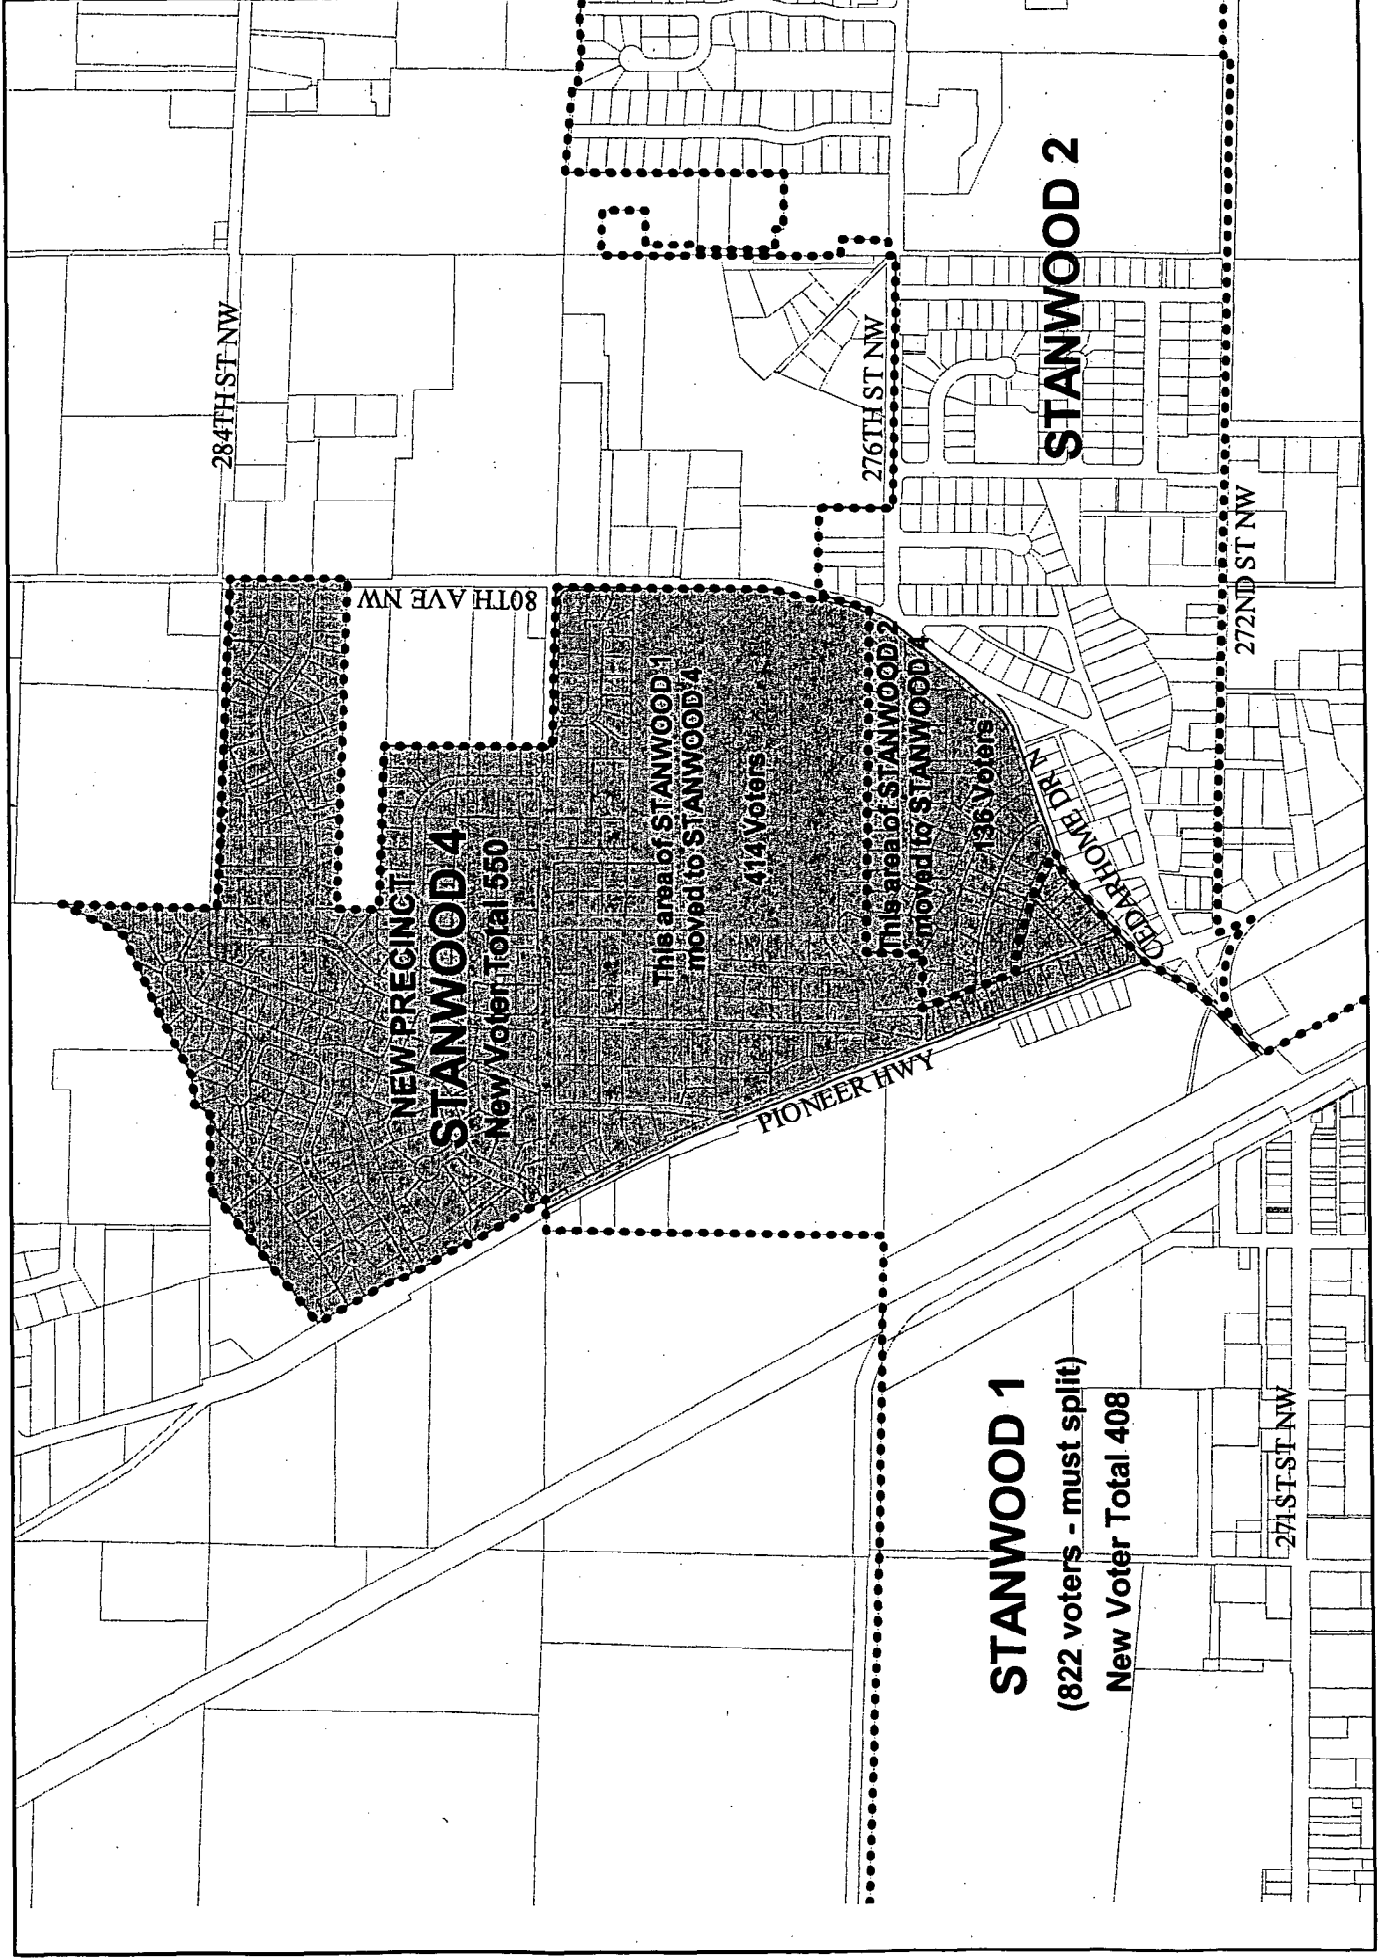 284TH ST NW
80TH AVE NW
NEW PRECINCT
STANWOOD 4
New Voter Total 550
This area of STANWOOD 1
moved to STANWOOD 4
414 Voters
This area of STANWOOD 2
moved to STANWOOD 4
136 Voters
276TH ST NW
STANWOOD 2
272ND ST NW
CEDARHOME DR N
PIONEER HWY
STANWOOD 1
(822 voters - must split)
New Voter Total 408
271ST ST NW